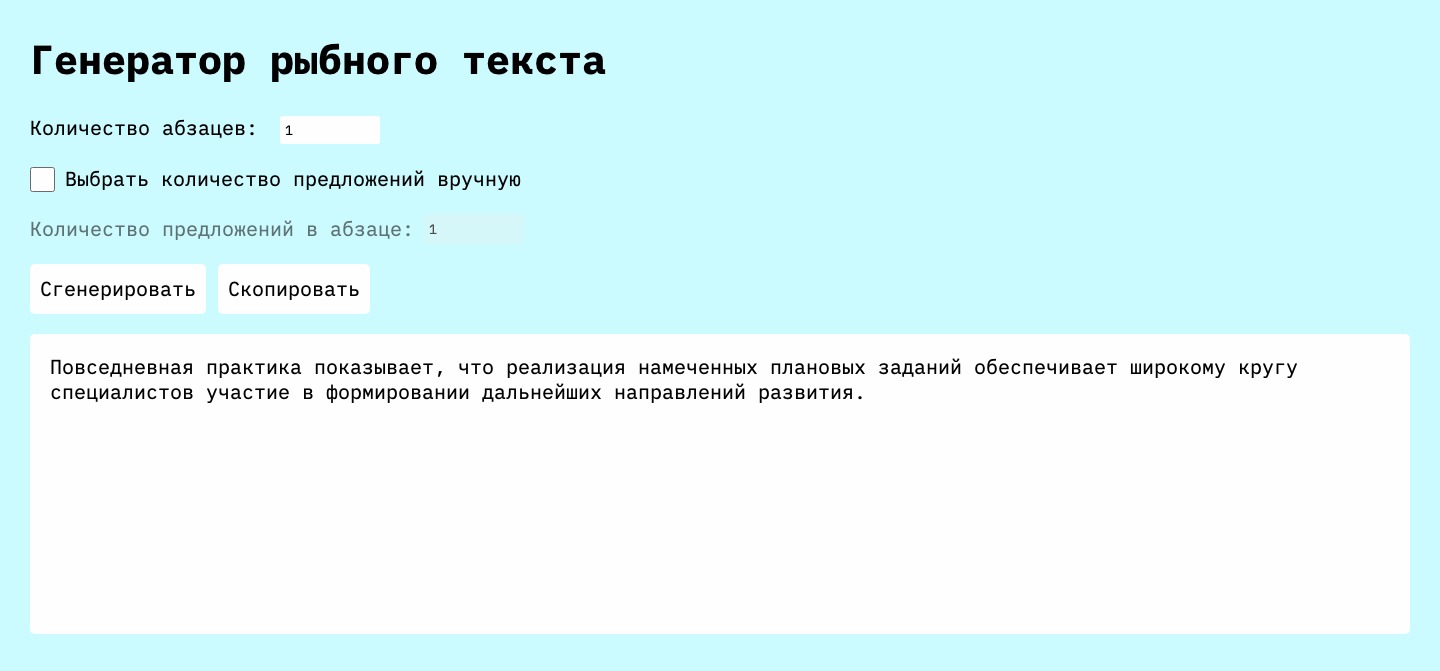 Генератор рыбного текста
Количество абзацев: 1
Выбрать количество предложений вручную
Количество предложений в абзаце: 1
Сгенерировать Скопировать
Повседневная практика показывает, что реализация намеченных плановых заданий обеспечивает широкому кругу
специалистов участие в формировании дальнейших направлений развития.